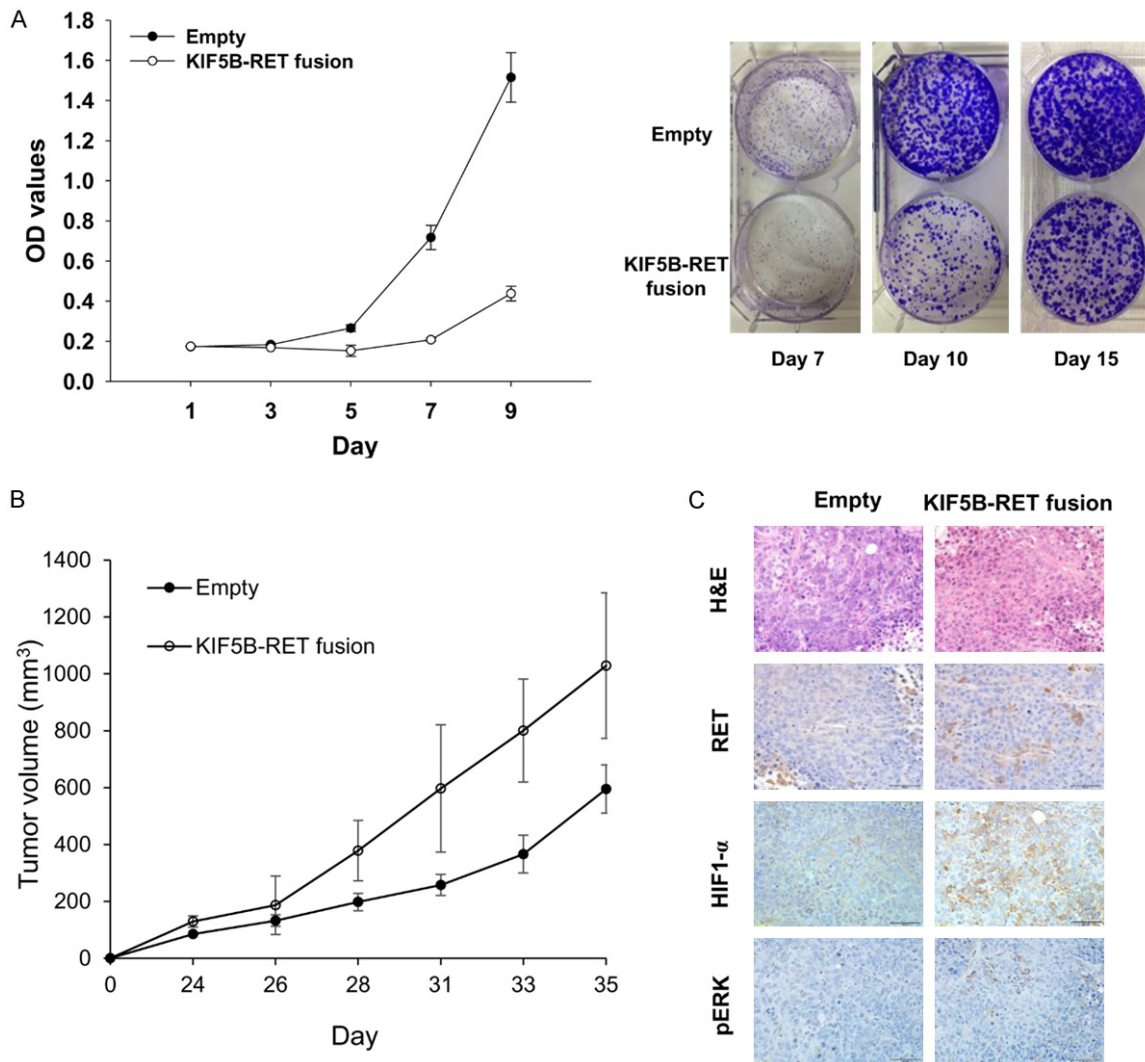 A
Empty
KIF5B-RET fusion
OD values
1.8
1.6
1.4
1.2
1.0
0.8
0.6
0.4
0.2
0.0
1 3 5 7 9
Day
Empty
KIF5B-RET
fusion
Day 7 Day 10 Day 15
B
Empty
KIF5B-RET fusion
Tumor volume (mm³)
1400
1200
1000
800
600
400
200
0
0 24 26 28 31 33 35
Day
C
Empty KIF5B-RET fusion
H&E
RET
HIF1-α
pERK